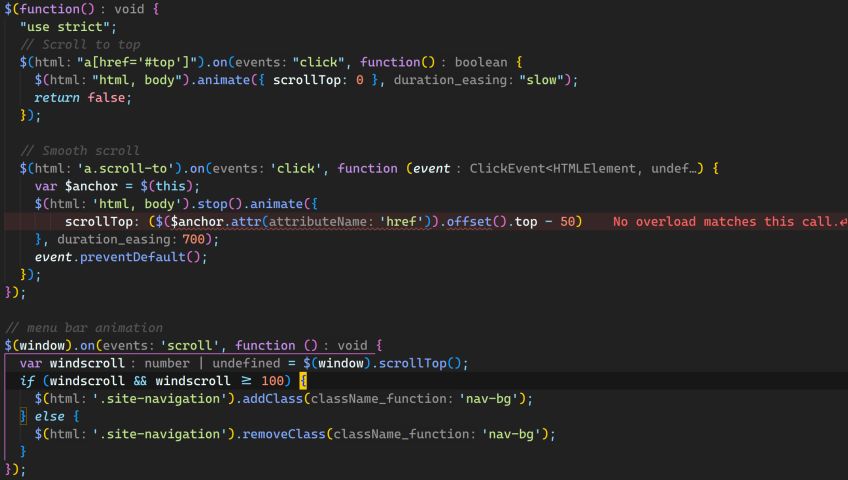 $(function(): void {
"use strict";
// Scroll to top
$(html: "a[href='#top']").on(events: "click", function(): boolean {
$(html: "html, body").animate({ scrollTop: 0 }, duration_easing: "slow");
return false;
});
// Smooth scroll
$(html: 'a.scroll-to').on(events: 'click', function (event: ClickEvent<HTMLElement, undef…) {
var $anchor = $(this);
$(html: 'html, body').stop().animate({
scrollTop: ($($anchor.attr(attributeName: 'href')).offset().top - 50) No overload matches this call.↵
}, duration_easing: 700);
event.preventDefault();
});
});
// menu bar animation
$(window).on(events: 'scroll', function (): void {
var windscroll: number | undefined = $(window).scrollTop();
if (windscroll && windscroll ≥ 100) {
$(html: '.site-navigation').addClass(className_function: 'nav-bg');
} else {
$(html: '.site-navigation').removeClass(className_function: 'nav-bg');
}
});